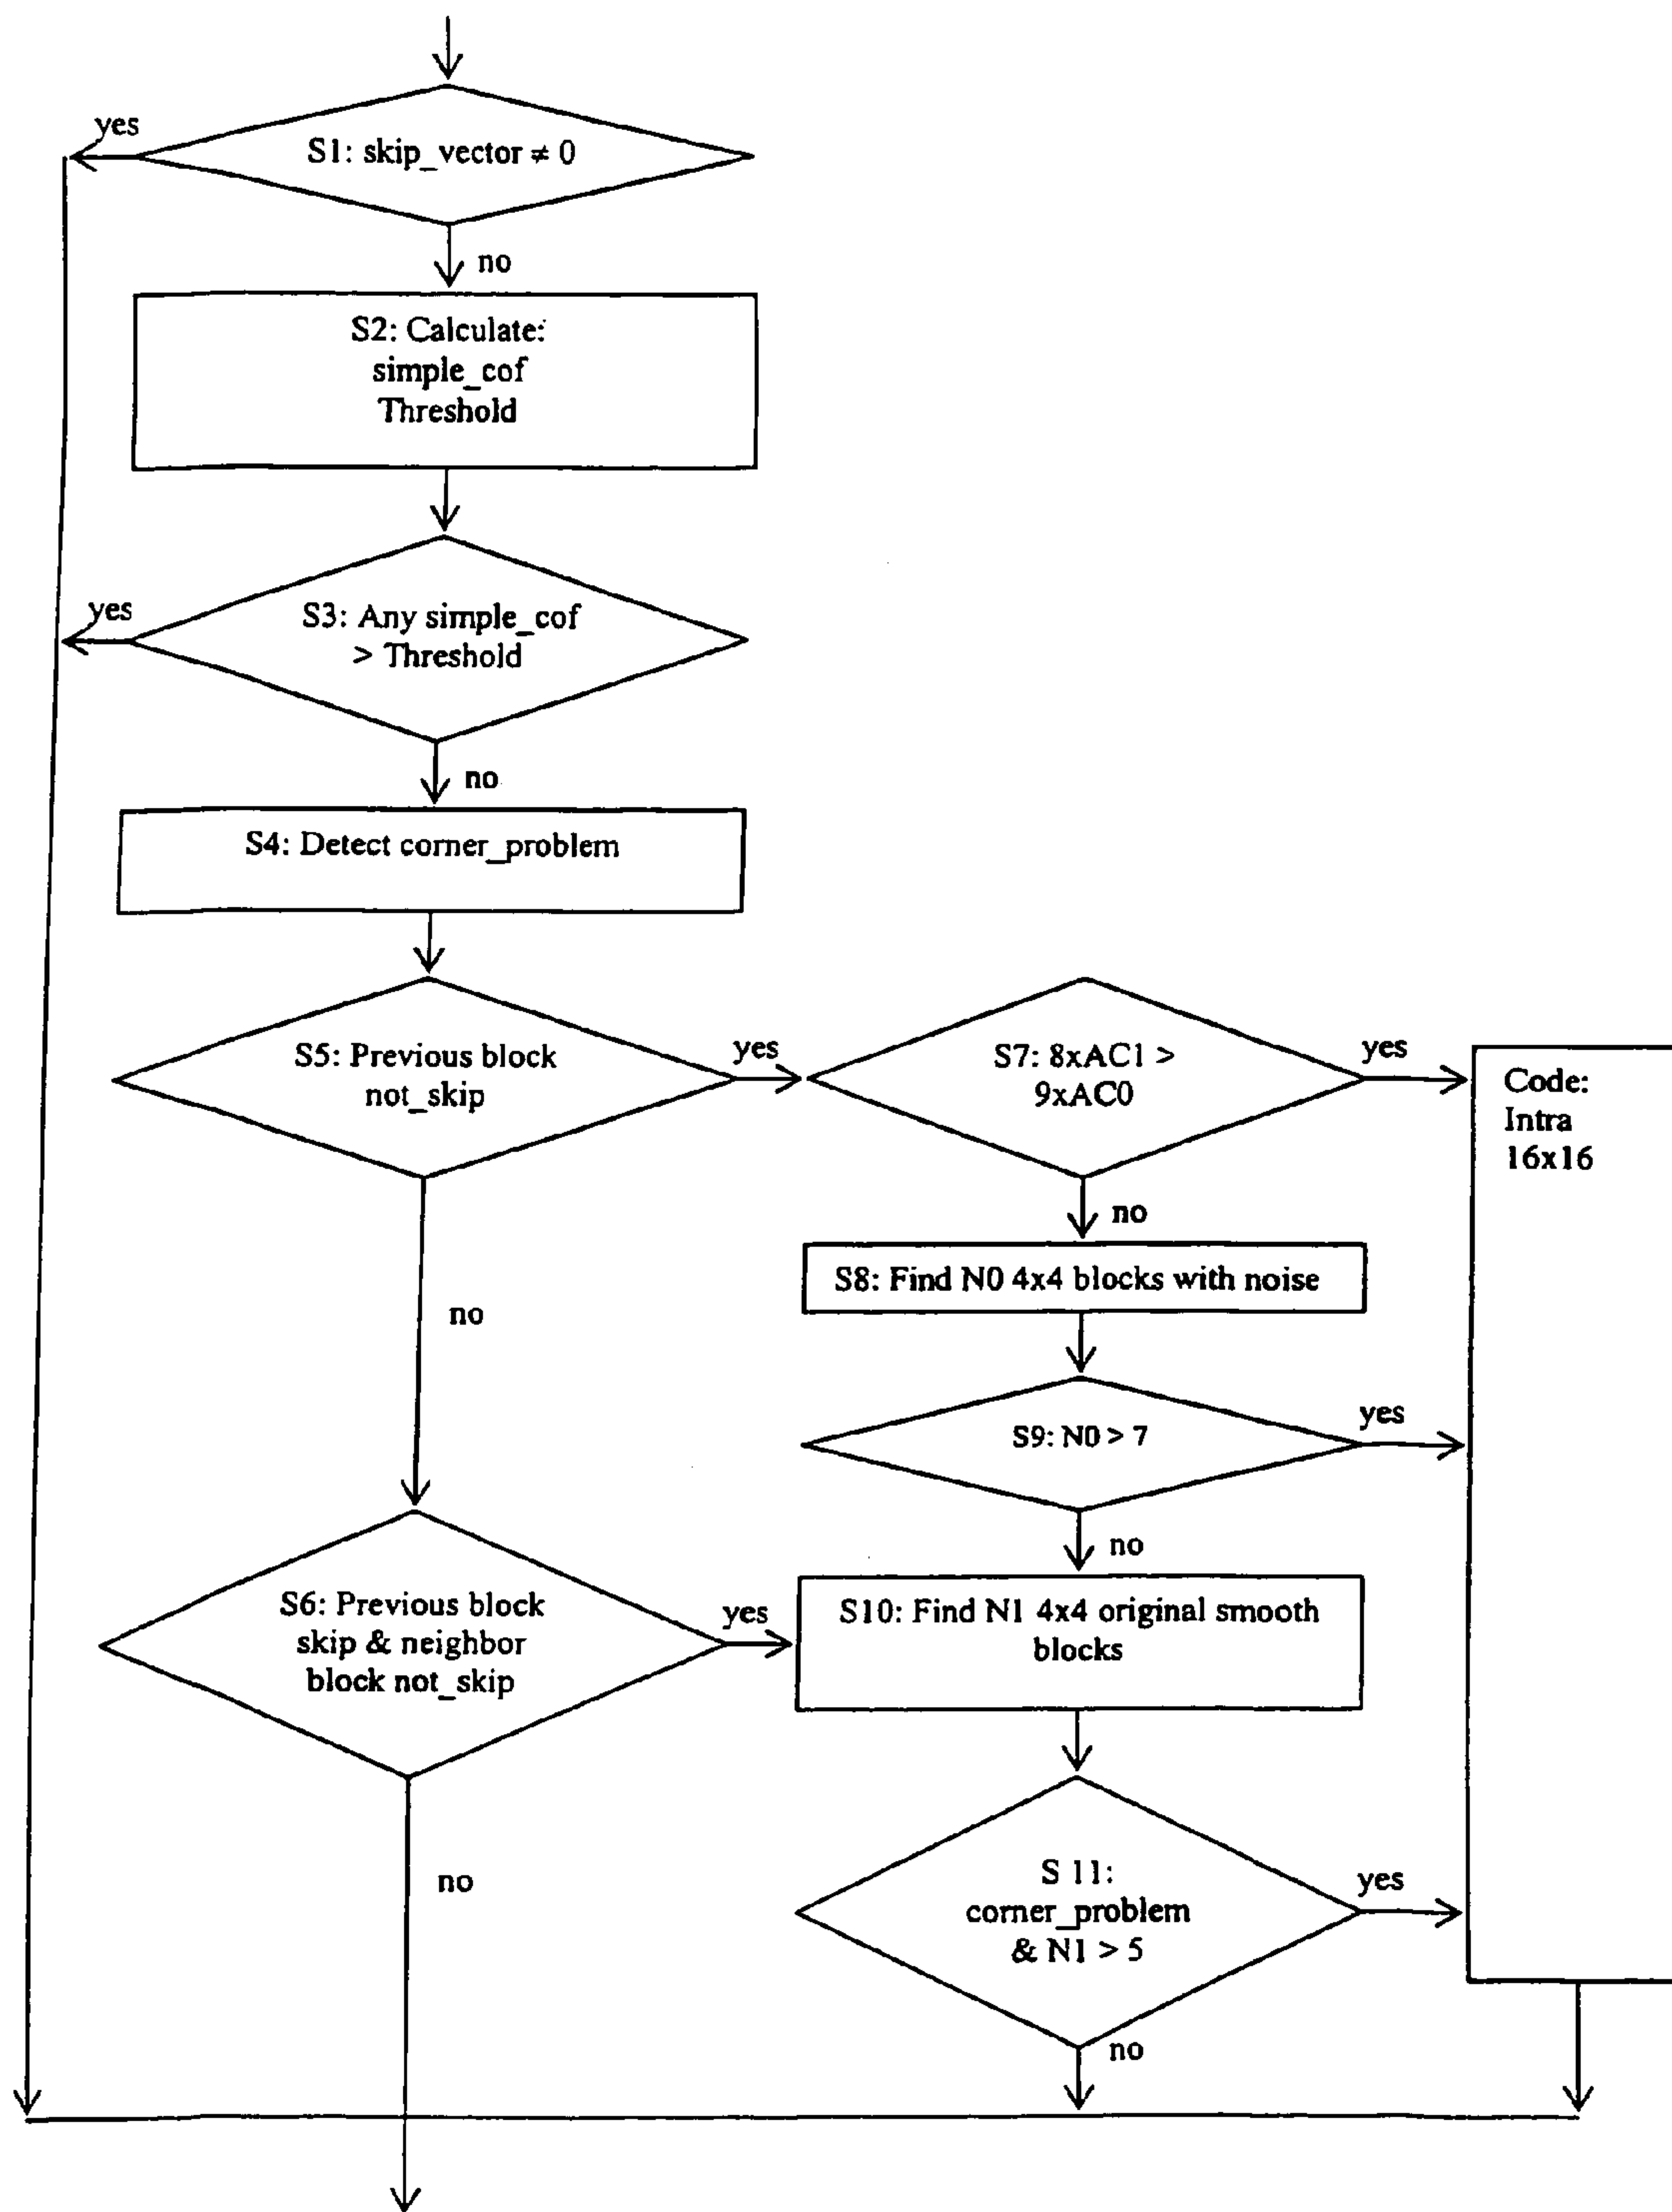 yes
S1: skip_vector ≠ 0
no
S2: Calculate:
simple_cof
Threshold
yes
S3: Any simple_cof
> Threshold
no
S4: Detect corner_problem
S5: Previous block
not_skip
yes
S7: 8xAC1 >
9xAC0
yes
Code:
Intra
16x16
no
S8: Find N0 4x4 blocks with noise
no
S9: N0 > 7
yes
no
S6: Previous block
skip & neighbor
block not_skip
yes
S10: Find N1 4x4 original smooth
blocks
no
S 11:
corner_problem
& N1 > 5
yes
no